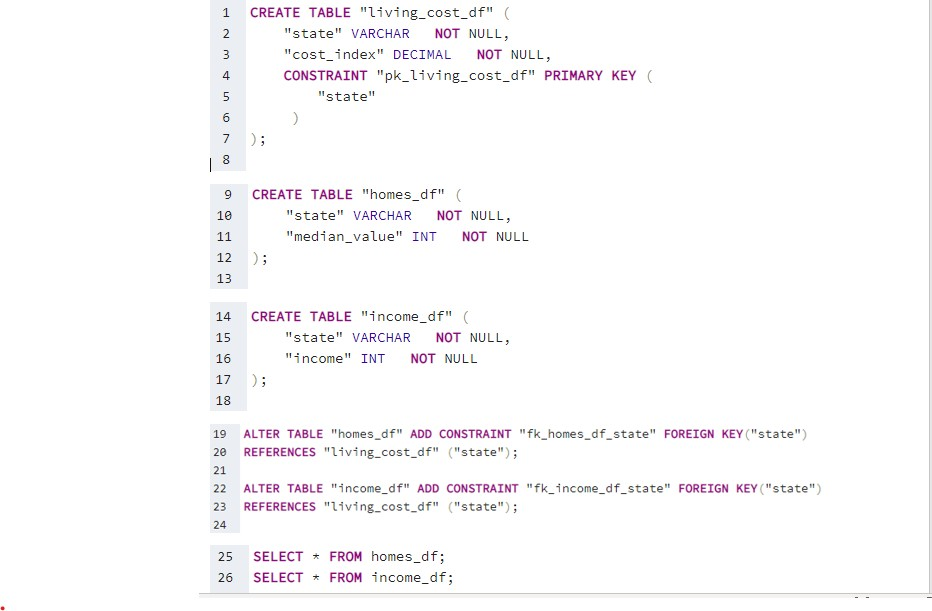 1 CREATE TABLE "living_cost_df" (
2 "state" VARCHAR NOT NULL,
3 "cost_index" DECIMAL NOT NULL,
4 CONSTRAINT "pk_living_cost_df" PRIMARY KEY (
5 "state"
6 )
7 );
8
9 CREATE TABLE "homes_df" (
10 "state" VARCHAR NOT NULL,
11 "median_value" INT NOT NULL
12 );
13
14 CREATE TABLE "income_df" (
15 "state" VARCHAR NOT NULL,
16 "income" INT NOT NULL
17 );
18
19 ALTER TABLE "homes_df" ADD CONSTRAINT "fk_homes_df_state" FOREIGN KEY("state")
20 REFERENCES "living_cost_df" ("state");
21
22 ALTER TABLE "income_df" ADD CONSTRAINT "fk_income_df_state" FOREIGN KEY("state")
23 REFERENCES "living_cost_df" ("state");
24
25 SELECT * FROM homes_df;
26 SELECT * FROM income_df;